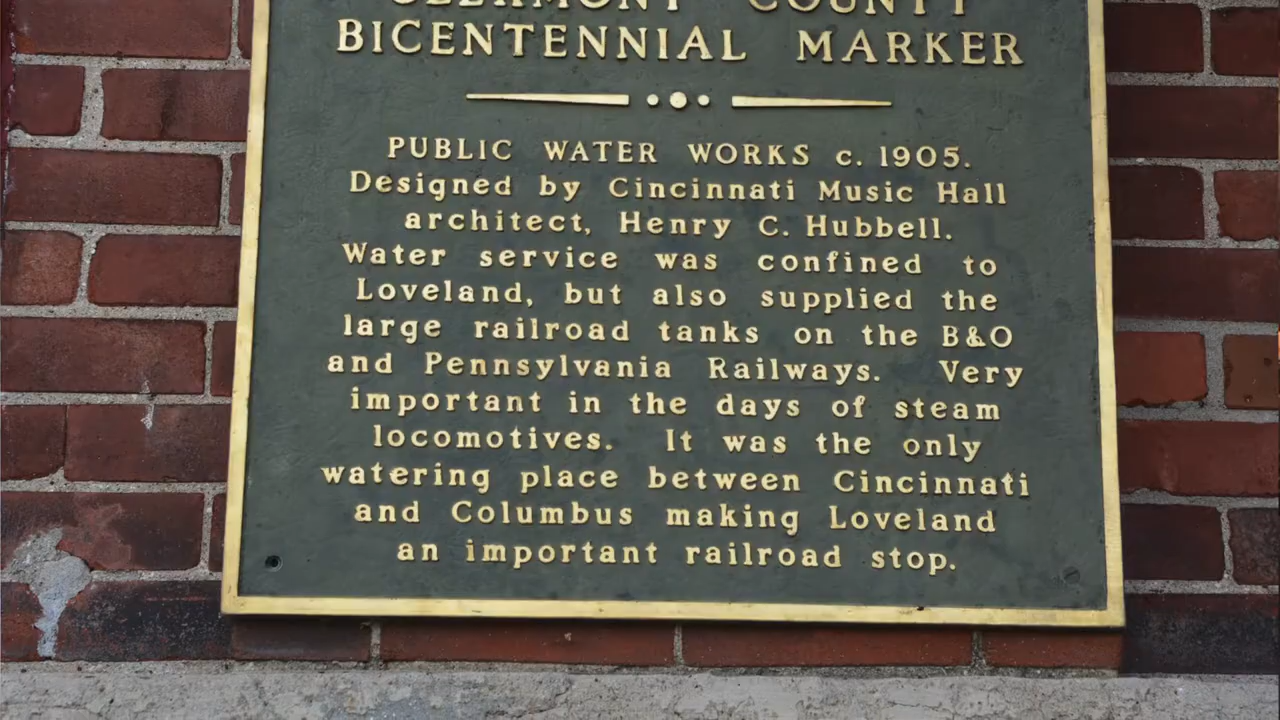 CLERMONT COUNTY
BICENTENNIAL MARKER
PUBLIC WATER WORKS c. 1905.
Designed by Cincinnati Music Hall
architect, Henry C. Hubbell.
Water service was confined to
Loveland, but also supplied the
large railroad tanks on the B&O
and Pennsylvania Railways. Very
important in the days of steam
locomotives. It was the only
watering place between Cincinnati
and Columbus making Loveland
an important railroad stop.